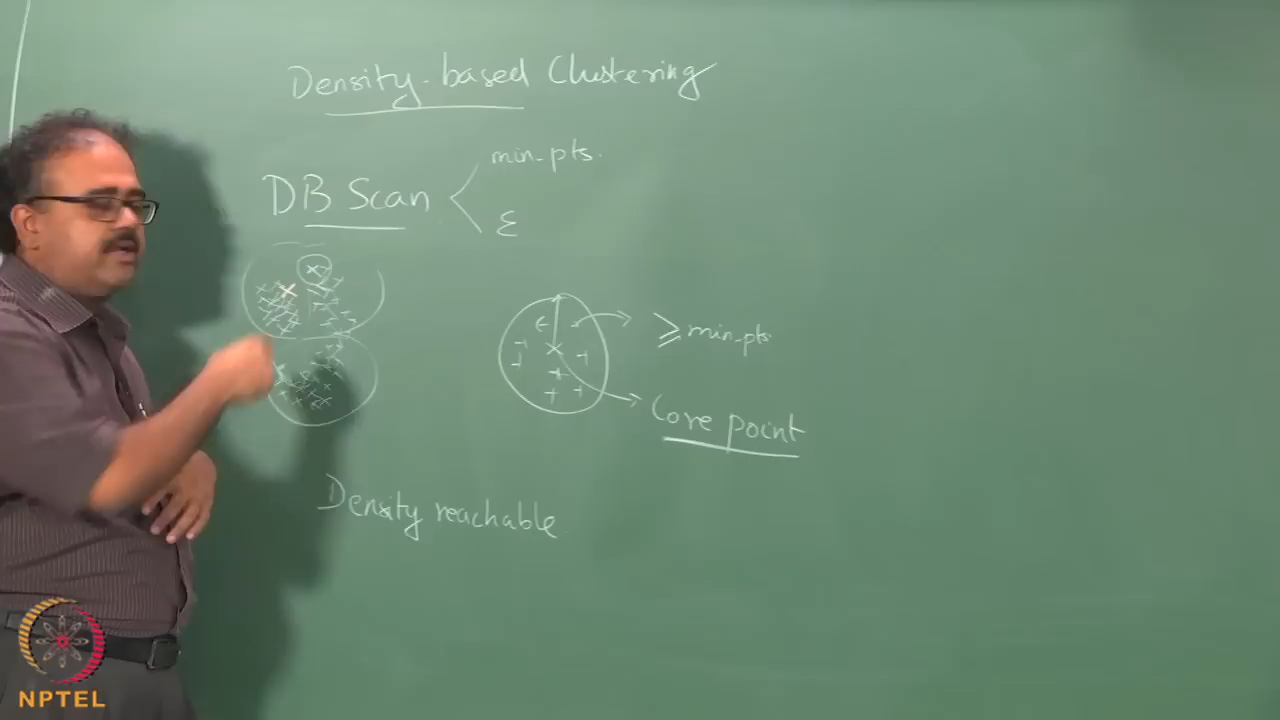 Density-based Clustering
min-pts.
DB Scan
ε
≥ min-pts
Core point
Density reachable
NPTEL